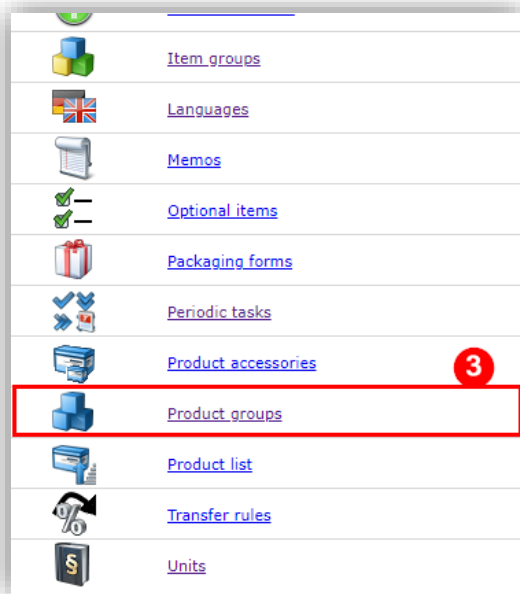 Item groups
Languages
Memos
Optional items
Packaging forms
Periodic tasks
Product accessories
3
Product groups
Product list
% Transfer rules
§ Units